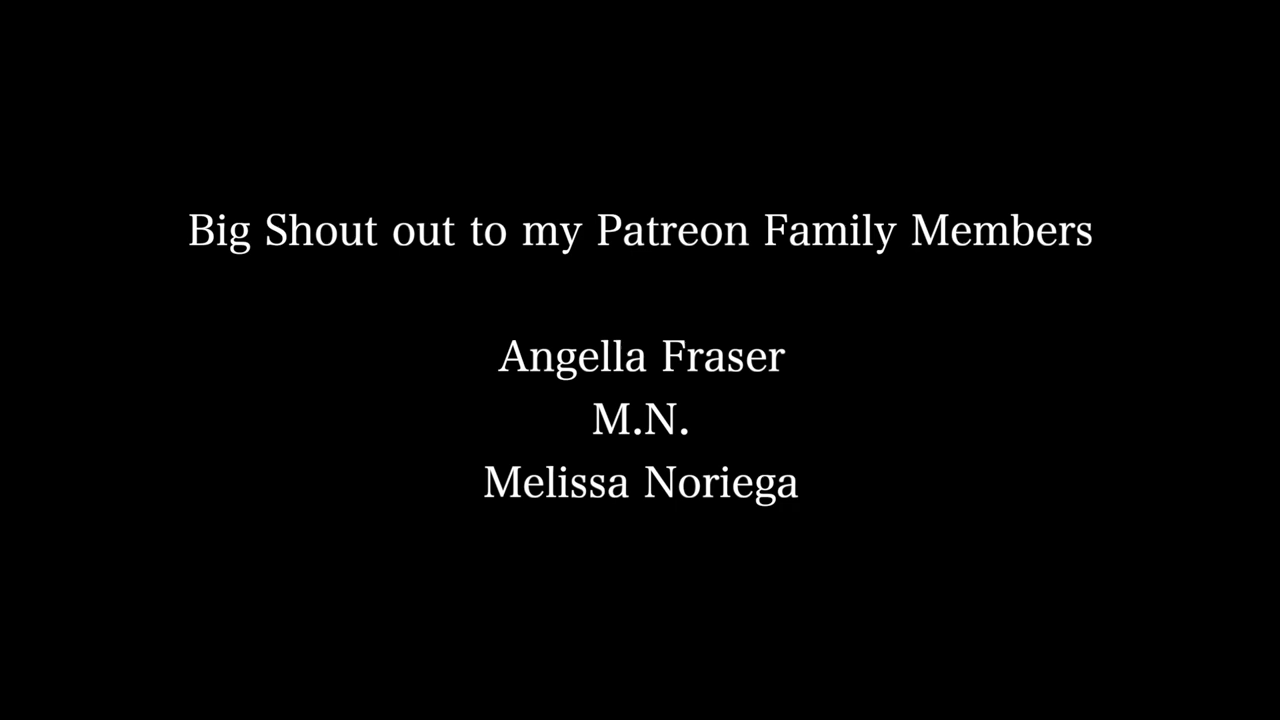 Big Shout out to my Patreon Family Members
Angella Fraser
M.N.
Melissa Noriega